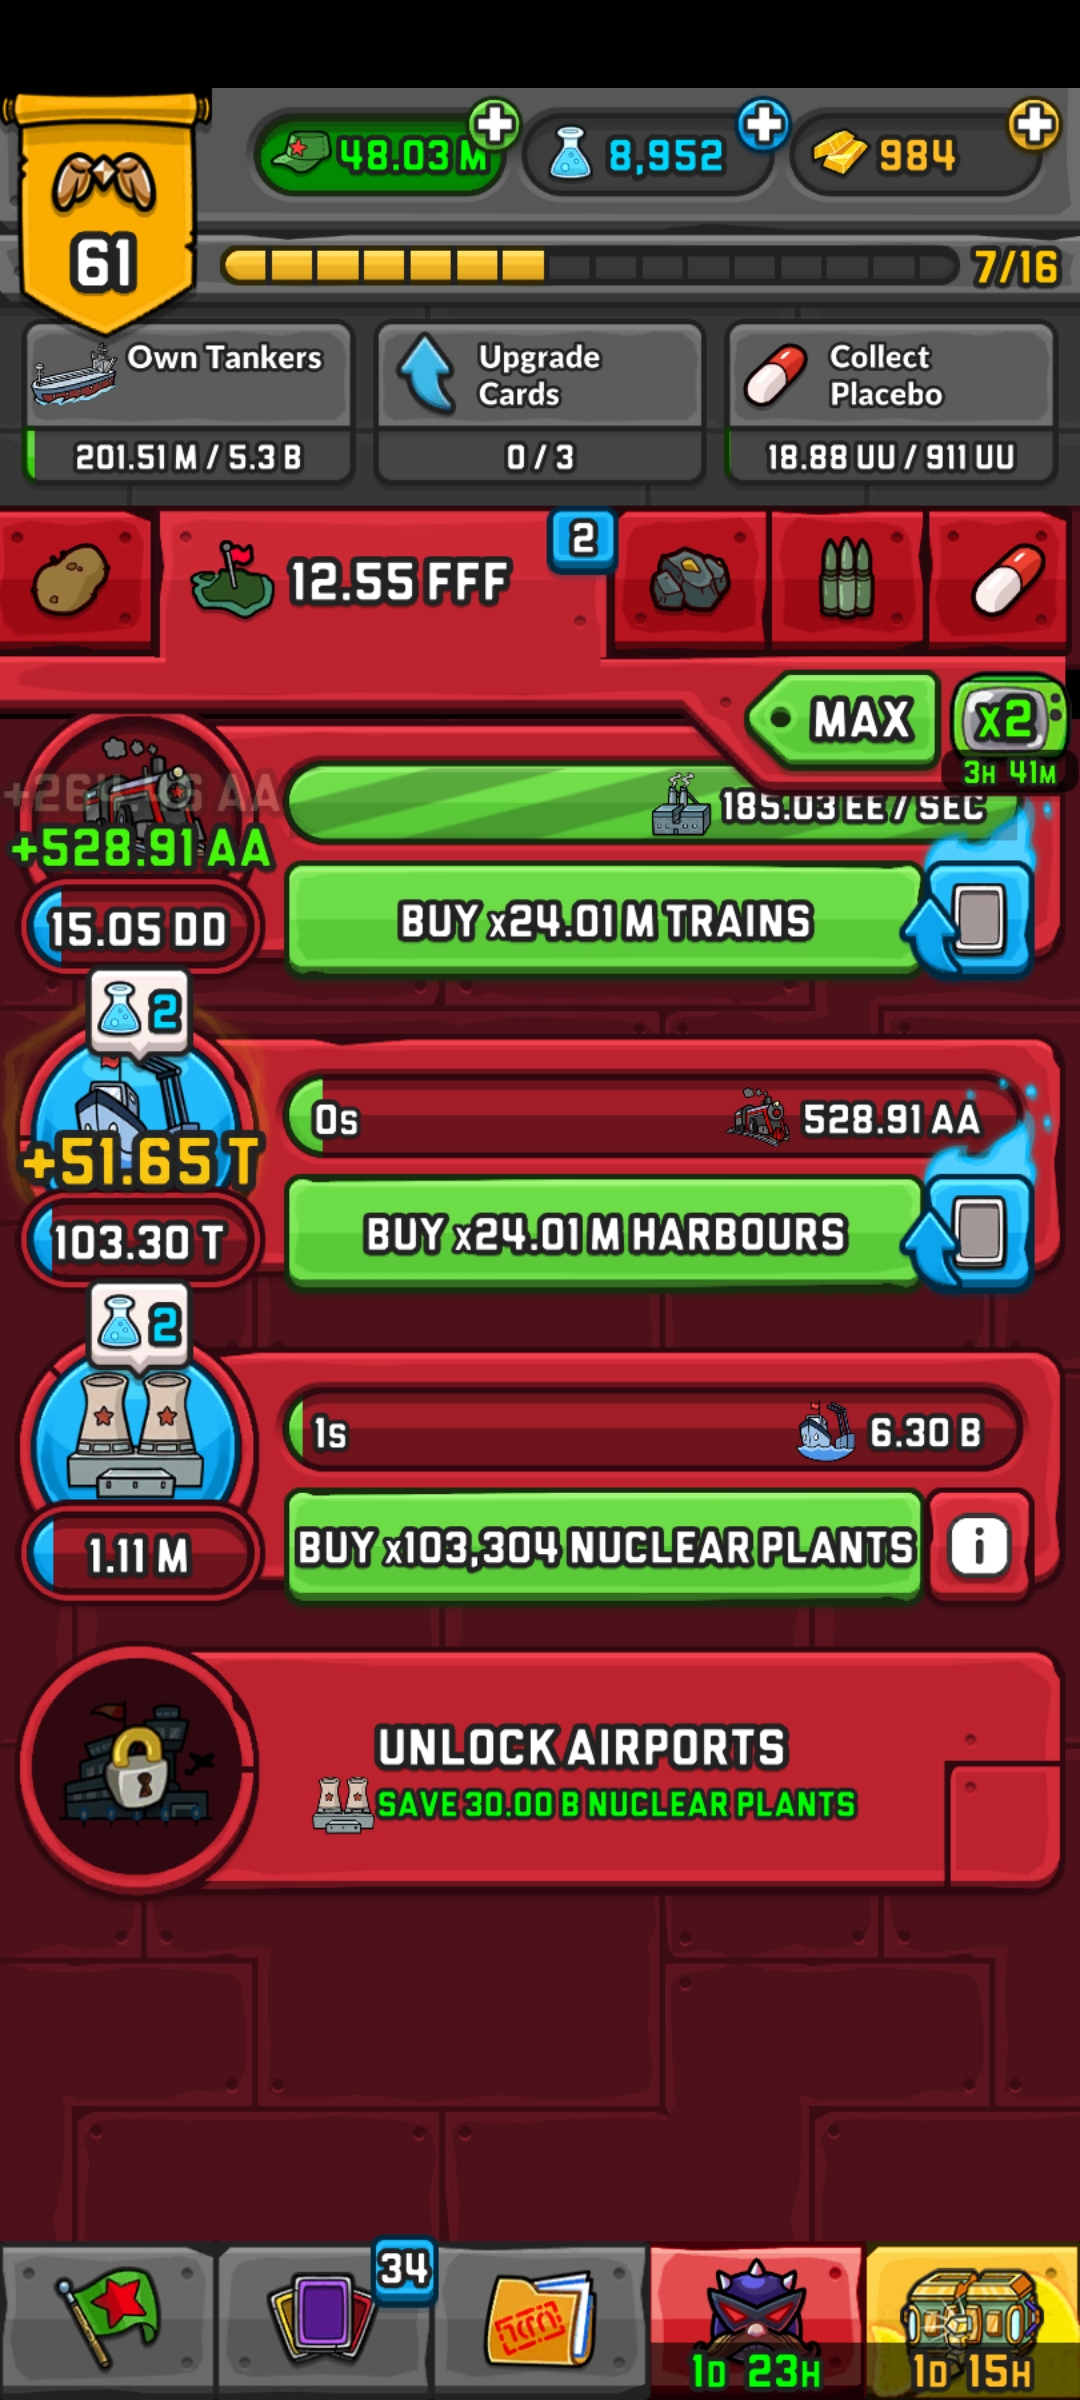 48.03 M
8,952
984
61
7/16
Own Tankers
201.51 M / 5.3 B
Upgrade
Cards
0 / 3
Collect
Placebo
18.88 UU / 911 UU
12.55 FFF
2
MAX
x2
3H 41M
+528.91 AA
185.03 EE / SEC
15.05 DD
BUY x24.01 M TRAINS
2
+51.65 T
0s
528.91 AA
103.30 T
BUY x24.01 M HARBOURS
2
1s
6.30 B
1.11 M
BUY x103,304 NUCLEAR PLANTS
i
UNLOCK AIRPORTS
SAVE 30.00 B NUCLEAR PLANTS
34
1D 23H
1D 15H